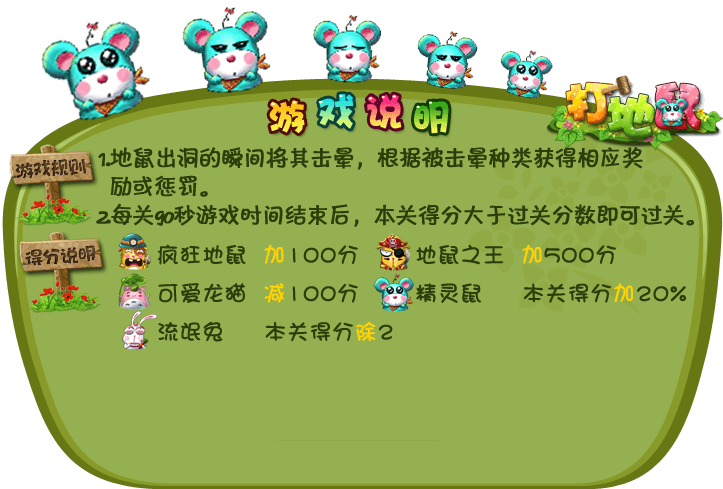 游戏说明
打地鼠
游戏规则
1.地鼠出洞的瞬间将其击晕，根据被击晕种类获得相应奖
励或惩罚。
2.每关90秒游戏时间结束后，本关得分大于过关分数即可过关。
得分说明
疯狂地鼠 加100分 地鼠之王 加500分
可爱龙猫 减100分 精灵鼠 本关得分加20%
流氓兔 本关得分除2